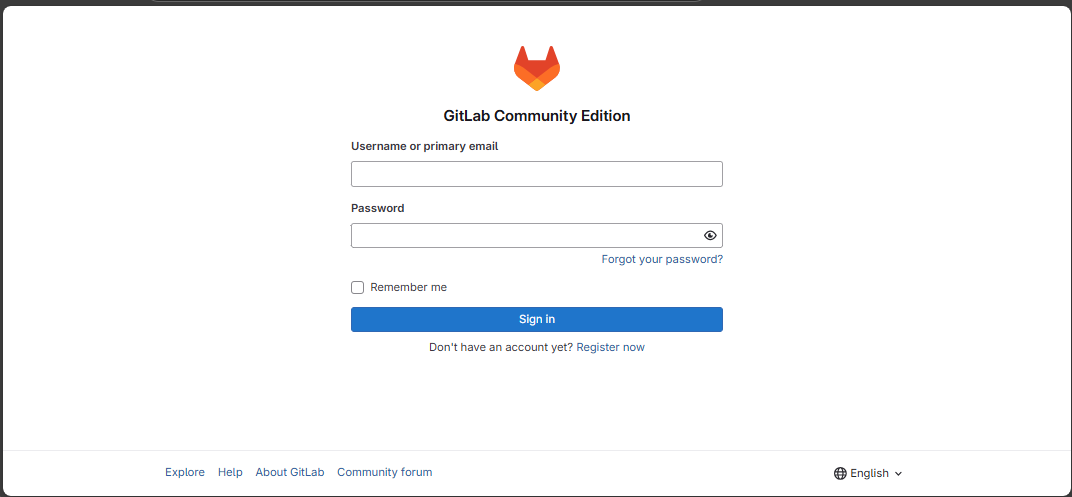 GitLab Community Edition
Username or primary email
Password
Forgot your password?
Remember me
Sign in
Don't have an account yet? Register now
Explore Help About GitLab Community forum English